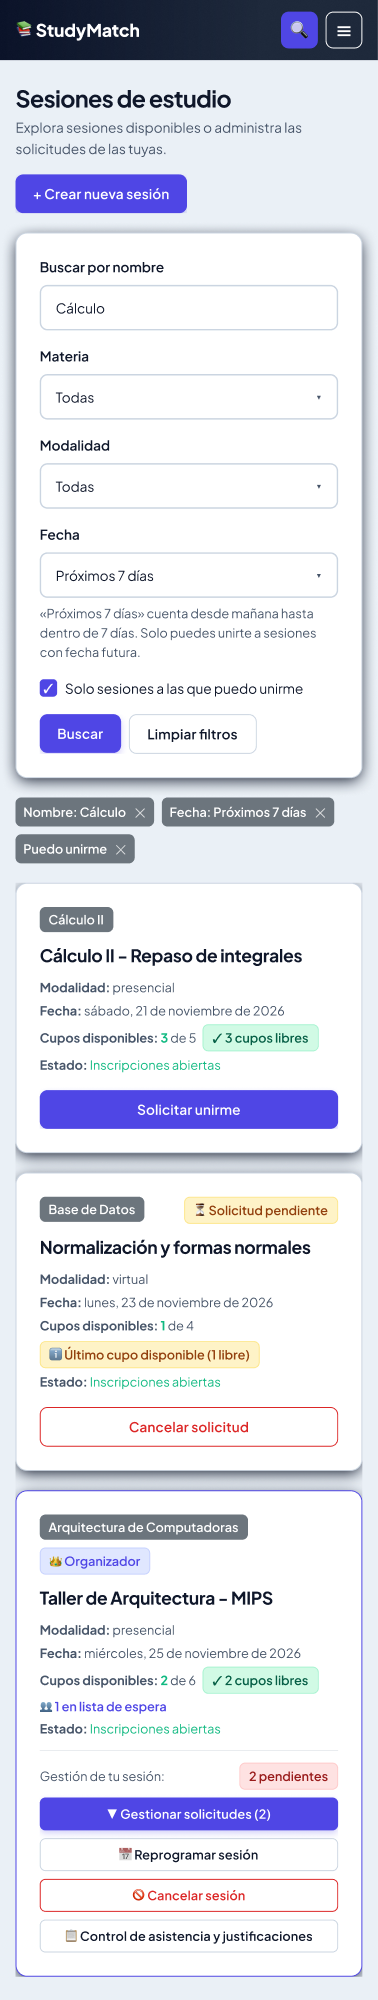 StudyMatch
Sesiones de estudio
Explora sesiones disponibles o administra las
solicitudes de las tuyas.
+ Crear nueva sesión
Buscar por nombre
Cálculo
Materia
Todas
Modalidad
Todas
Fecha
Próximos 7 días
«Próximos 7 días» cuenta desde mañana hasta
dentro de 7 días. Solo puedes unirte a sesiones
con fecha futura.
Solo sesiones a las que puedo unirme
Buscar
Limpiar filtros
Nombre: Cálculo
Fecha: Próximos 7 días
Puedo unirme
Cálculo II
Cálculo II - Repaso de integrales
Modalidad: presencial
Fecha: sábado, 21 de noviembre de 2026
Cupos disponibles: 3 de 5 ✓ 3 cupos libres
Estado: Inscripciones abiertas
Solicitar unirme
Base de Datos
Solicitud pendiente
Normalización y formas normales
Modalidad: virtual
Fecha: lunes, 23 de noviembre de 2026
Cupos disponibles: 1 de 4
Último cupo disponible (1 libre)
Estado: Inscripciones abiertas
Cancelar solicitud
Arquitectura de Computadoras
Organizador
Taller de Arquitectura - MIPS
Modalidad: presencial
Fecha: miércoles, 25 de noviembre de 2026
Cupos disponibles: 2 de 6 ✓ 2 cupos libres
1 en lista de espera
Estado: Inscripciones abiertas
Gestión de tu sesión:
2 pendientes
▼ Gestionar solicitudes (2)
Reprogramar sesión
Cancelar sesión
Control de asistencia y justificaciones